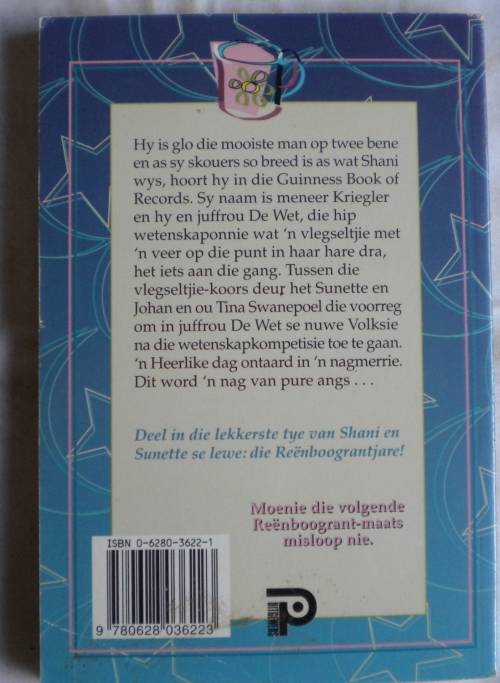 Hy is glo die mooiste man op twee bene
en as sy skouers so breed is as wat Shani
wys, hoort hy in die Guinness Book of
Records. Sy naam is meneer Kriegler
en hy en juffrou De Wet, die hip
wetenskaponnie wat 'n vlegseltjie met
'n veer op die punt in haar hare dra,
het iets aan die gang. Tussen die
vlegseltjie-koors deur het Sunette en
Johan en ou Tina Swanepoel die voorreg
om in juffrou De Wet se nuwe Volksie
na die wetenskapkompetisie toe te gaan.
'n Heerlike dag ontaard in 'n nagmerrie.
Dit word 'n nag van pure angs . . .
Deel in die lekkerste tye van Shani en
Sunette se lewe: die Reënboograntjare!
Moenie die volgende
Reënboogrant-maats
misloop nie.
ISBN 0-6280-3622-1
9 780628 036223
UITGEWERS